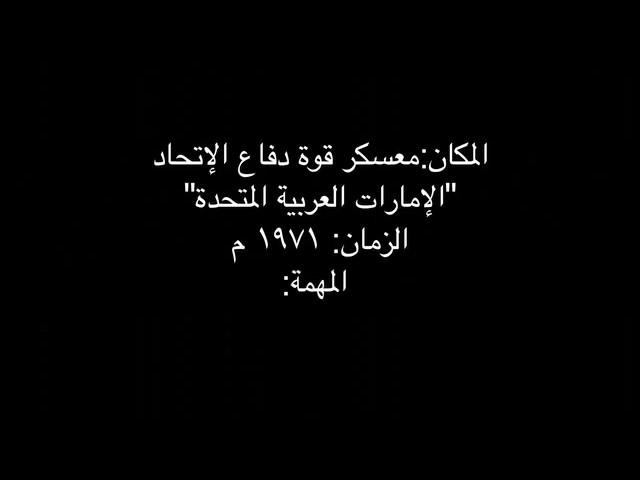 المكان:معسكر قوة دفاع الإتحاد
"الإمارات العربية المتحدة"
الزمان: ١٩٧١ م
المهمة: